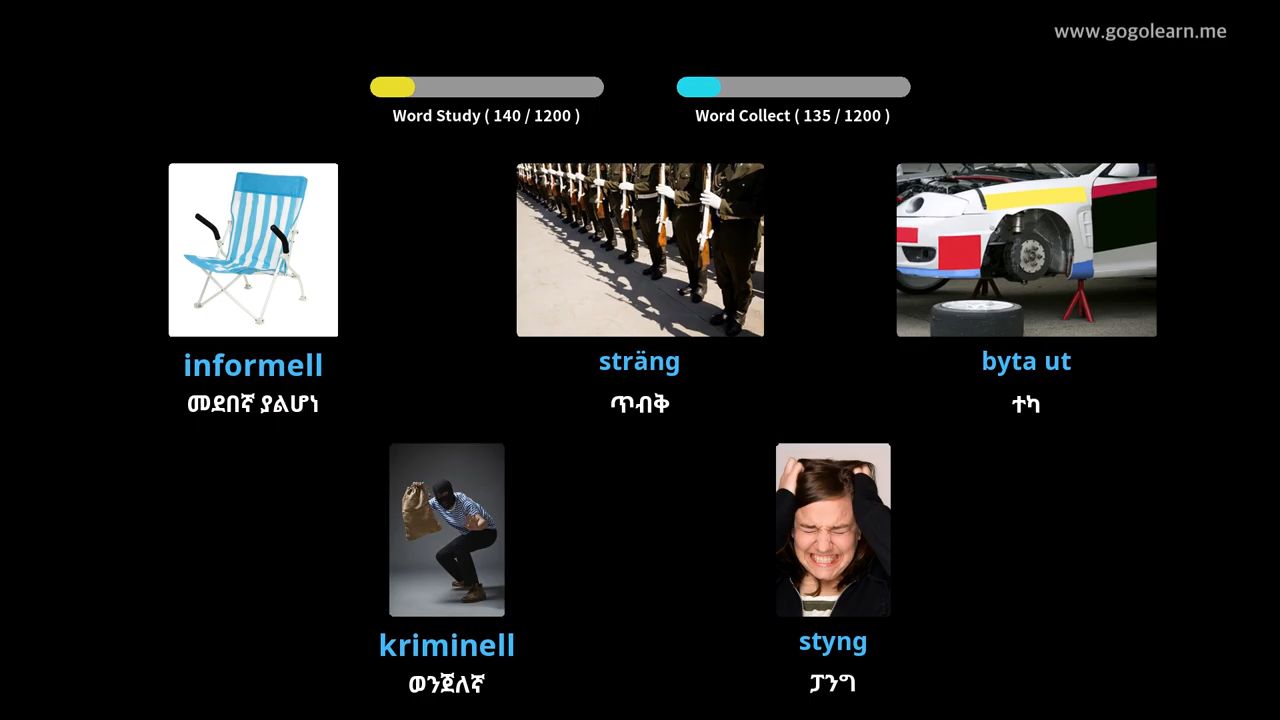 www.gogolearn.me
Word Study ( 140 / 1200 )
Word Collect ( 135 / 1200 )
informell
መደበኛ ያልሆነ
sträng
ጥብቅ
byta ut
ተካ
kriminell
ወንጀለኛ
styng
ፓንግ